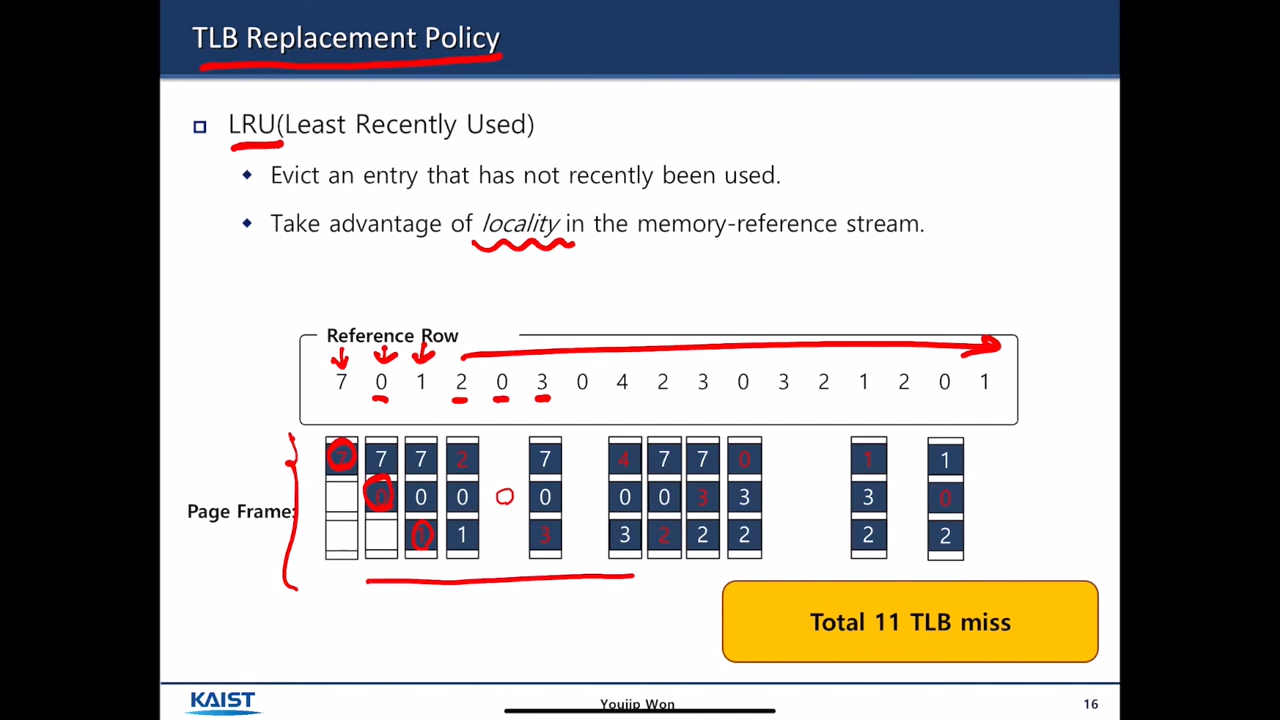 TLB Replacement Policy
LRU(Least Recently Used)
Evict an entry that has not recently been used.
Take advantage of locality in the memory-reference stream.
Reference Row
7 0 1 2 0 3 0 4 2 3 0 3 2 1 2 0 1
7 7 7 2 7 4 7 7 0 1 1
0 0 0 0 0 0 0 3 3 3 0
Page Frame:
1 1 3 3 2 2 2 2 2
Total 11 TLB miss
KAIST
Youjip Won
16